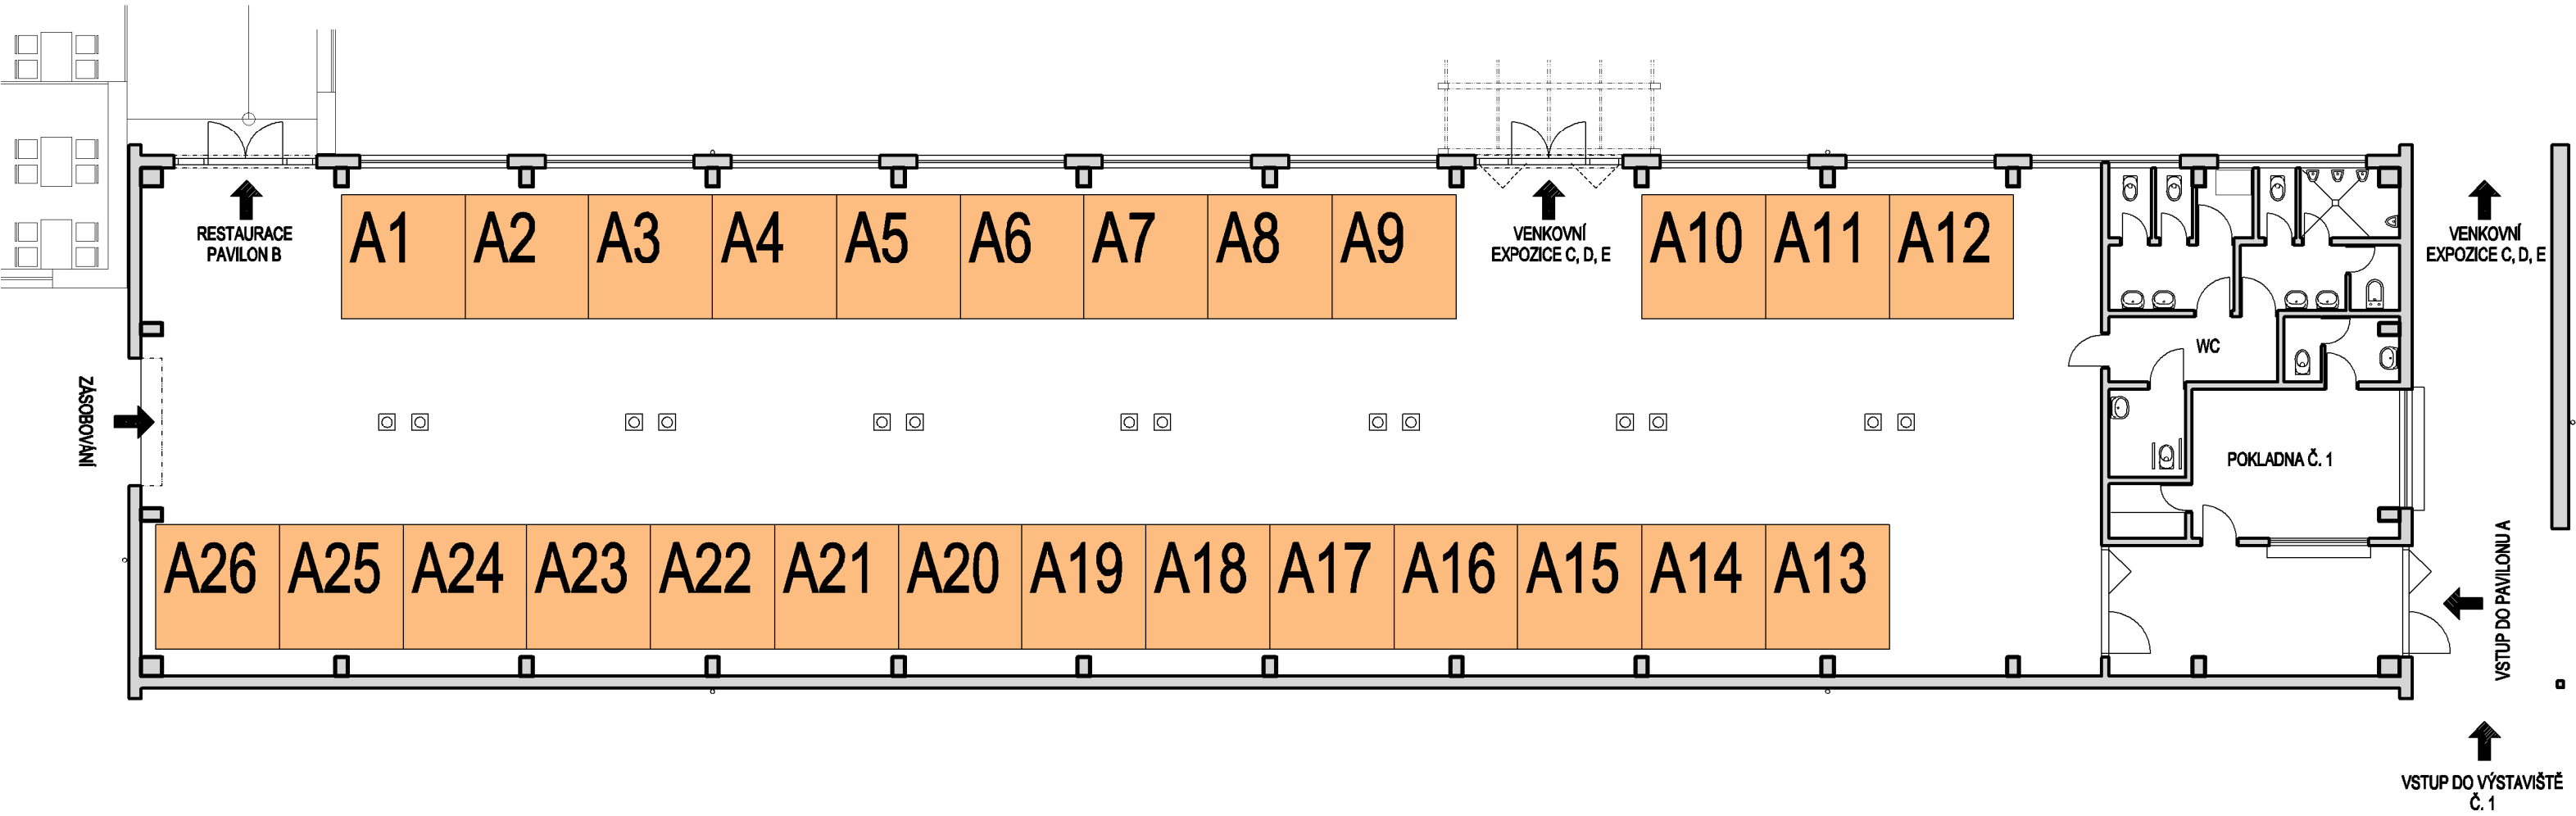 RESTAURACE
PAVILON B
A1 A2 A3 A4 A5 A6 A7 A8 A9
VENKOVNÍ
EXPOZICE C, D, E
A10 A11 A12
VENKOVNÍ
EXPOZICE C, D, E
WC
ZÁSOBOVÁNÍ
POKLADNA Č. 1
A26 A25 A24 A23 A22 A21 A20 A19 A18 A17 A16 A15 A14 A13
VSTUP DO PAVILONU A
VSTUP DO VÝSTAVIŠTĚ
Č. 1